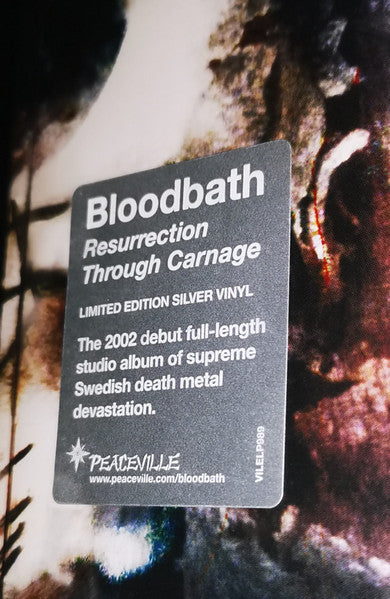 Bloodbath
Resurrection
Through Carnage
LIMITED EDITION SILVER VINYL
The 2002 debut full-length
studio album of supreme
Swedish death metal
devastation.
PEACEVILLE
www.peaceville.com/bloodbath
VILELP989